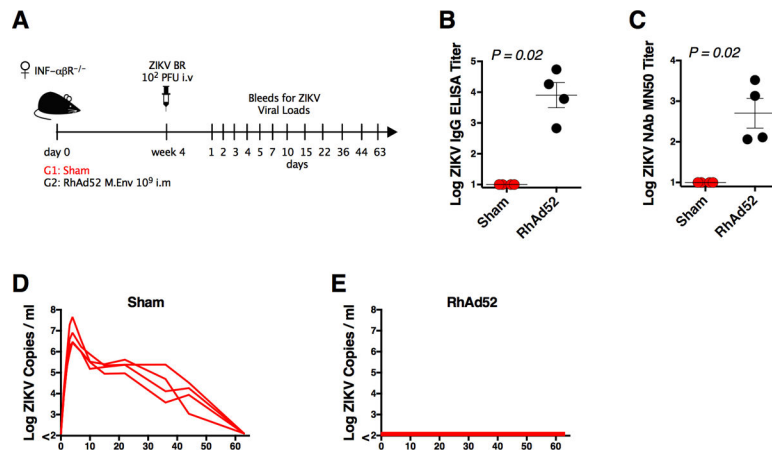 A
♀ INF-αβR−/−
ZIKV BR
10² PFU i.v
Bleeds for ZIKV
Viral Loads
day 0
week 4
1 2 3 4 5 7 10 15 22 36 44 63
days
G1: Sham
G2: RhAd52 M.Env 10⁹ i.m
B
P = 0.02
Log ZIKV IgG ELISA Titer
5
4
3
2
1
Sham
RhAd52
C
P = 0.02
Log ZIKV NAb MN50 Titer
4
3
2
1
Sham
RhAd52
D
Sham
Log ZIKV Copies / ml
8
7
6
5
4
3
<2
0 10 20 30 40 50 60
E
RhAd52
Log ZIKV Copies / ml
8
7
6
5
4
3
<2
0 10 20 30 40 50 60